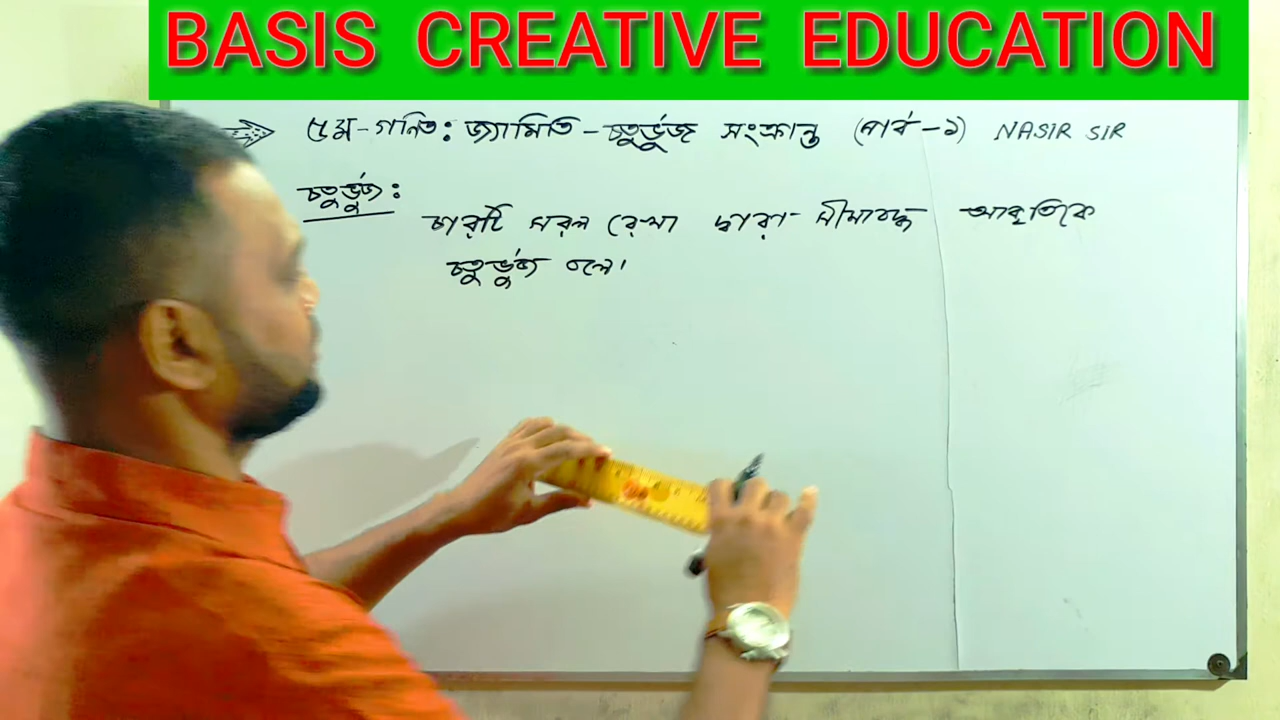 BASIS CREATIVE EDUCATION
৫ম-গণিত: জ্যামিতি-চতুর্ভুজ সংক্রান্ত (পার্ব-১) NASIR SIR
চতুর্ভুজ:
চারটি সরল রেখা দ্বারা সীমাবদ্ধ আকৃতিকে
চতুর্ভুজ বলে।